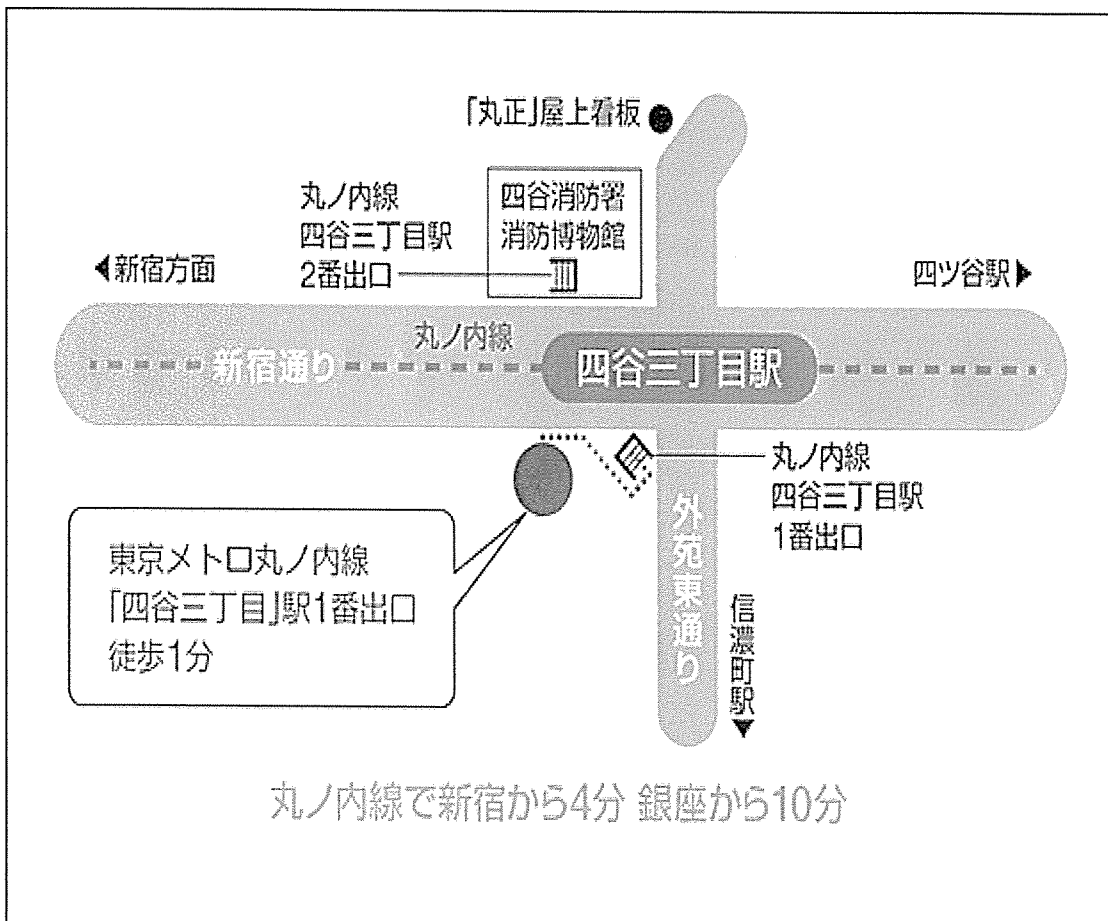 「丸正」屋上看板
丸ノ内線
四谷三丁目駅
2番出口
四谷消防署
消防博物館
新宿方面
四ツ谷駅
丸ノ内線
新宿通り
四谷三丁目駅
丸ノ内線
四谷三丁目駅
1番出口
外苑東通り
信濃町駅
東京メトロ丸ノ内線
「四谷三丁目」駅1番出口
徒歩1分
丸ノ内線で新宿から4分 銀座から10分